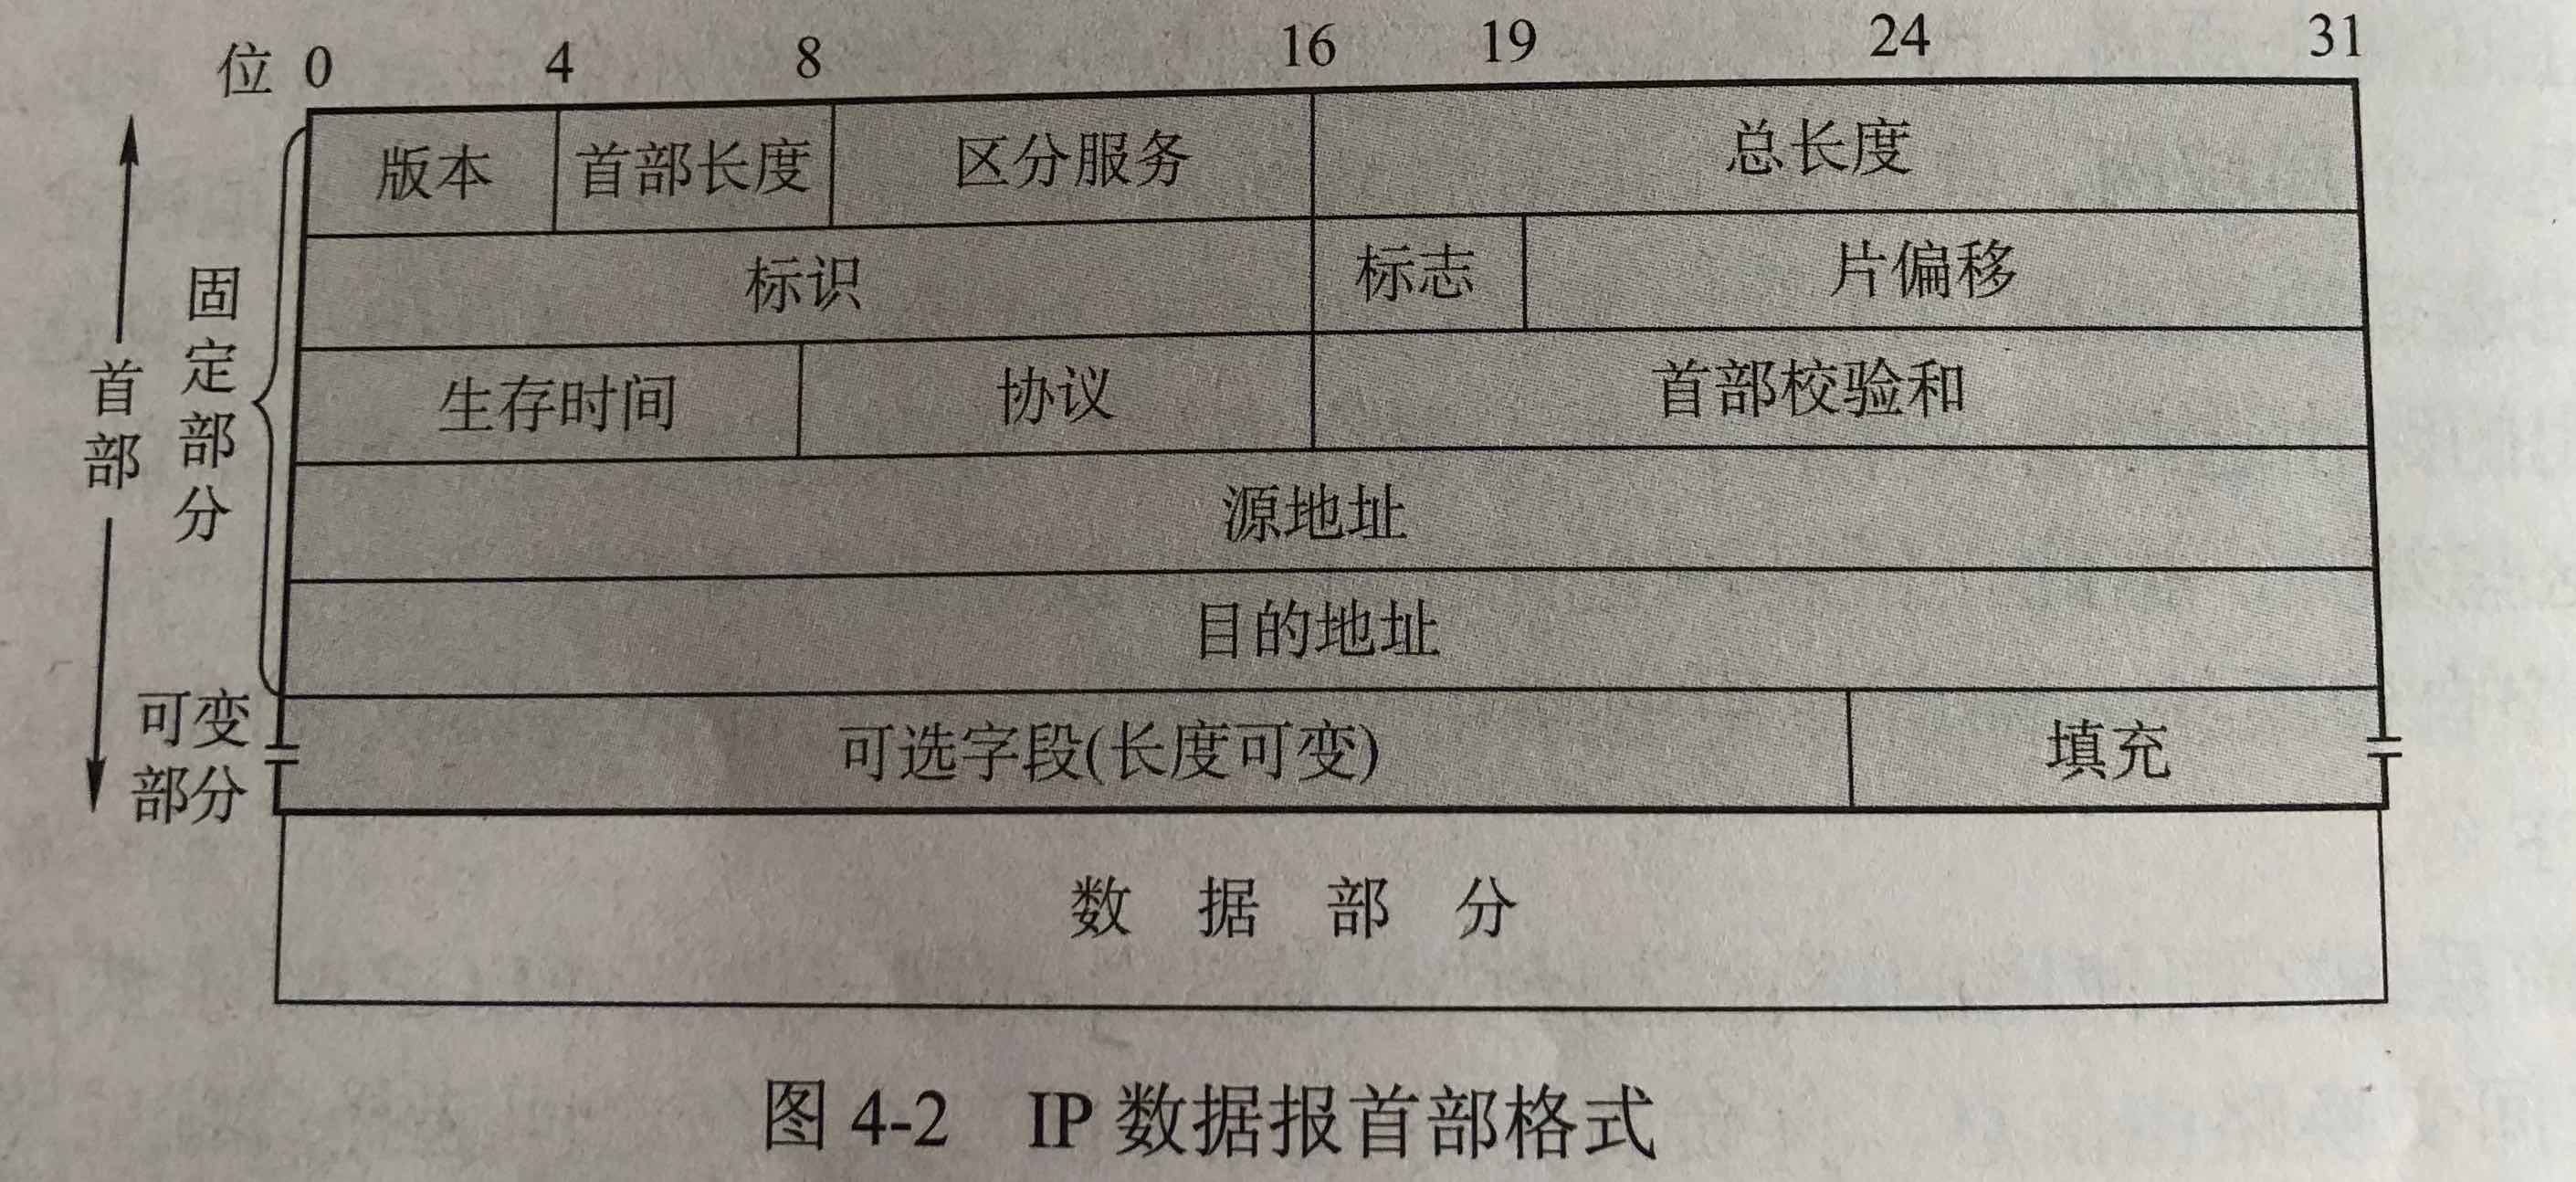 位 0 4 8 16 19 24 31
版本 首部长度 区分服务 总长度
标识 标志 片偏移
生存时间 协议 首部校验和
源地址
目的地址
可选字段(长度可变) 填充
数据部分
首部
固定部分
可变
部分
图 4-2 IP 数据报首部格式